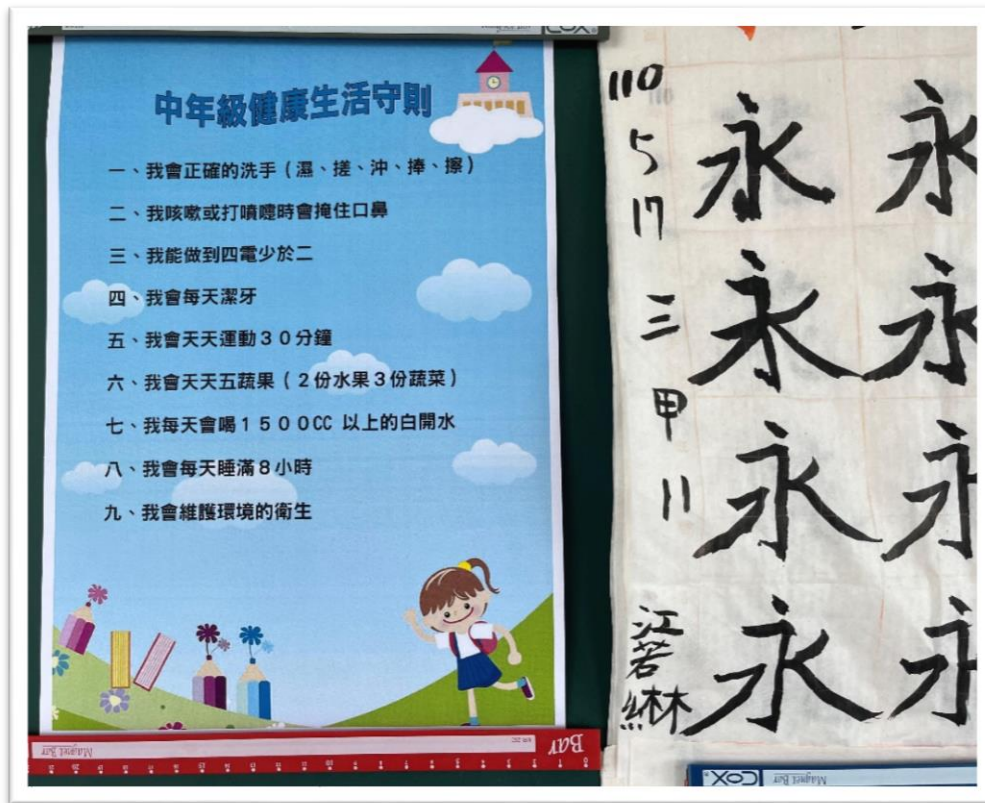 中年級健康生活守則
一、我會正確的洗手(濕、搓、沖、捧、擦)
二、我咳嗽或打噴嚏時會掩住口鼻
三、我能做到四電少於二
四、我會每天潔牙
五、我會天天運動30分鐘
六、我會天天五蔬果(2份水果3份蔬菜)
七、我每天會喝1500CC 以上的白開水
八、我會每天睡滿8小時
九、我會維護環境的衛生
Magnet Bar
Bar
110
5
17
三
甲
11
江
若
永 永
永 永
永 永
永 永
COX
Magnet Bar